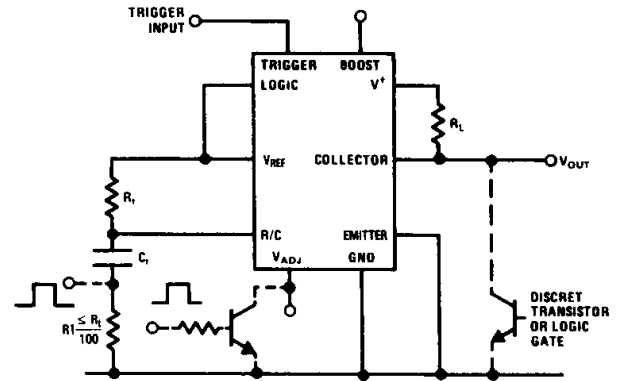 TRIGGER
INPUT
TRIGGER
BOOST
LOGIC
V+
RL
VREF
COLLECTOR
VOUT
Rt
R/C
EMITTER
Ct
VADJ
GND
R1 ≤ Rt
100
DISCRET
TRANSISTOR
OR LOGIC
GATE